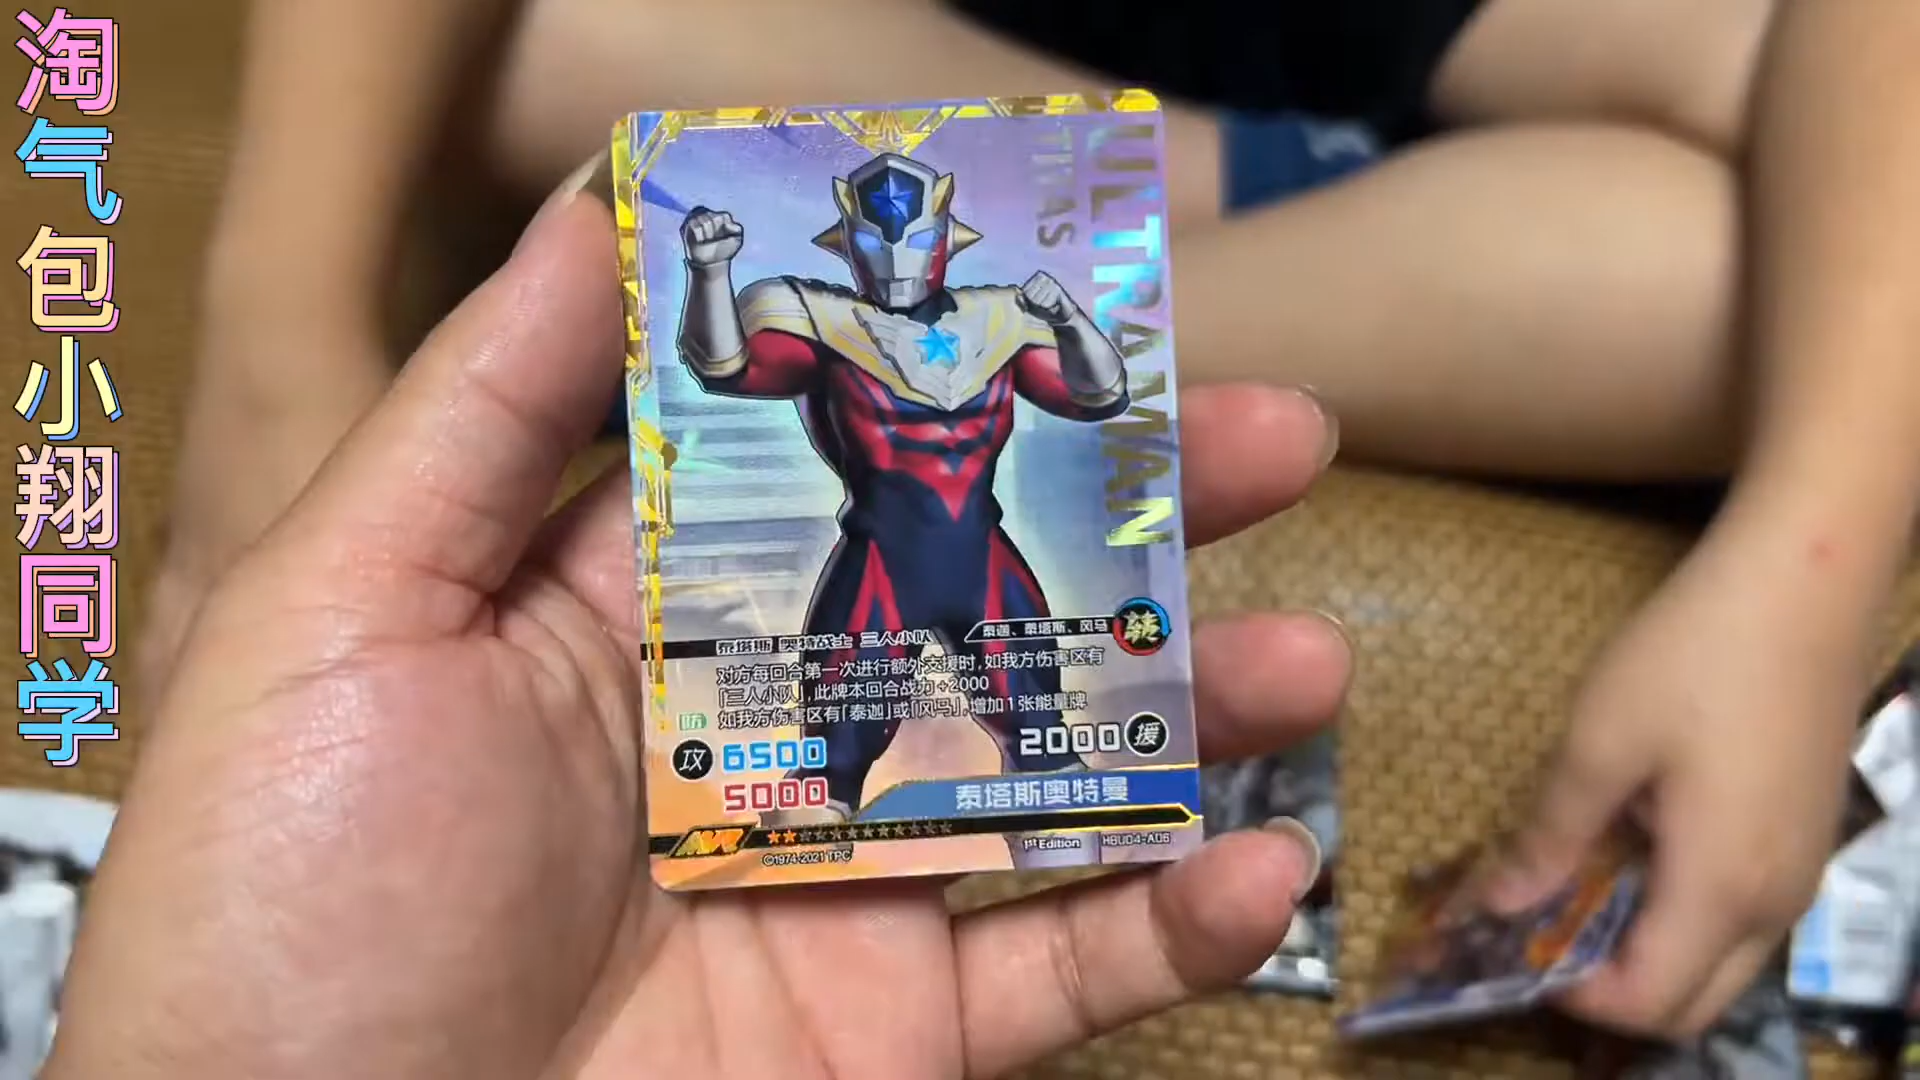 淘气包小翔同学
ULTRAMAN
TITAS
泰塔斯 奥特战士 三人小队
泰迦、泰塔斯、风马
对方每回合第一次进行额外支援时,如我方伤害区有
「三人小队」,此牌本回合战力+2000
防 如我方伤害区有「泰迦」或「风马」,增加1张能量牌
攻 6500
5000
2000 援
泰塔斯奥特曼
©1974-2021 TPC
1st Edition HBU04-A06